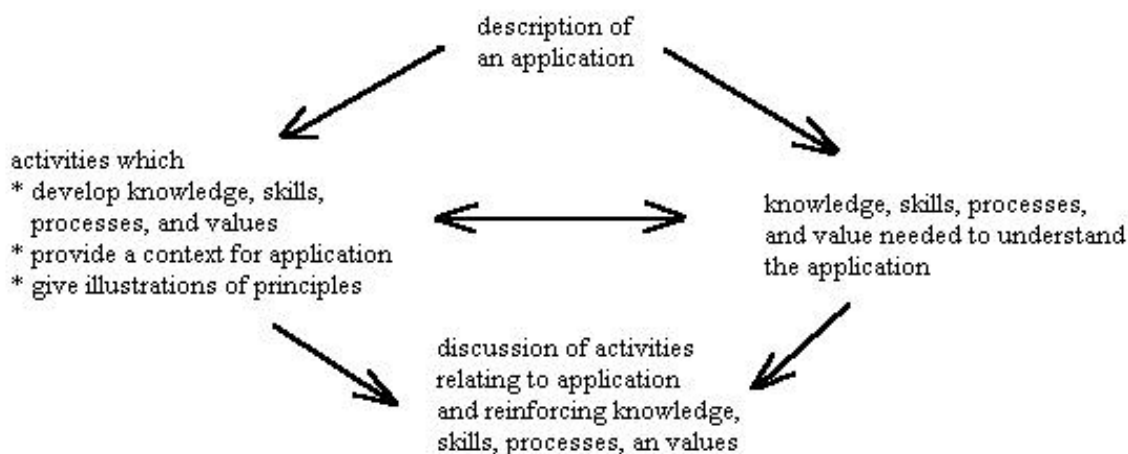 description of
an application
activities which
* develop knowledge, skills,
processes, and values
* provide a context for application
* give illustrations of principles
knowledge, skills, processes,
and value needed to understand
the application
discussion of activities
relating to application
and reinforcing knowledge,
skills, processes, an values